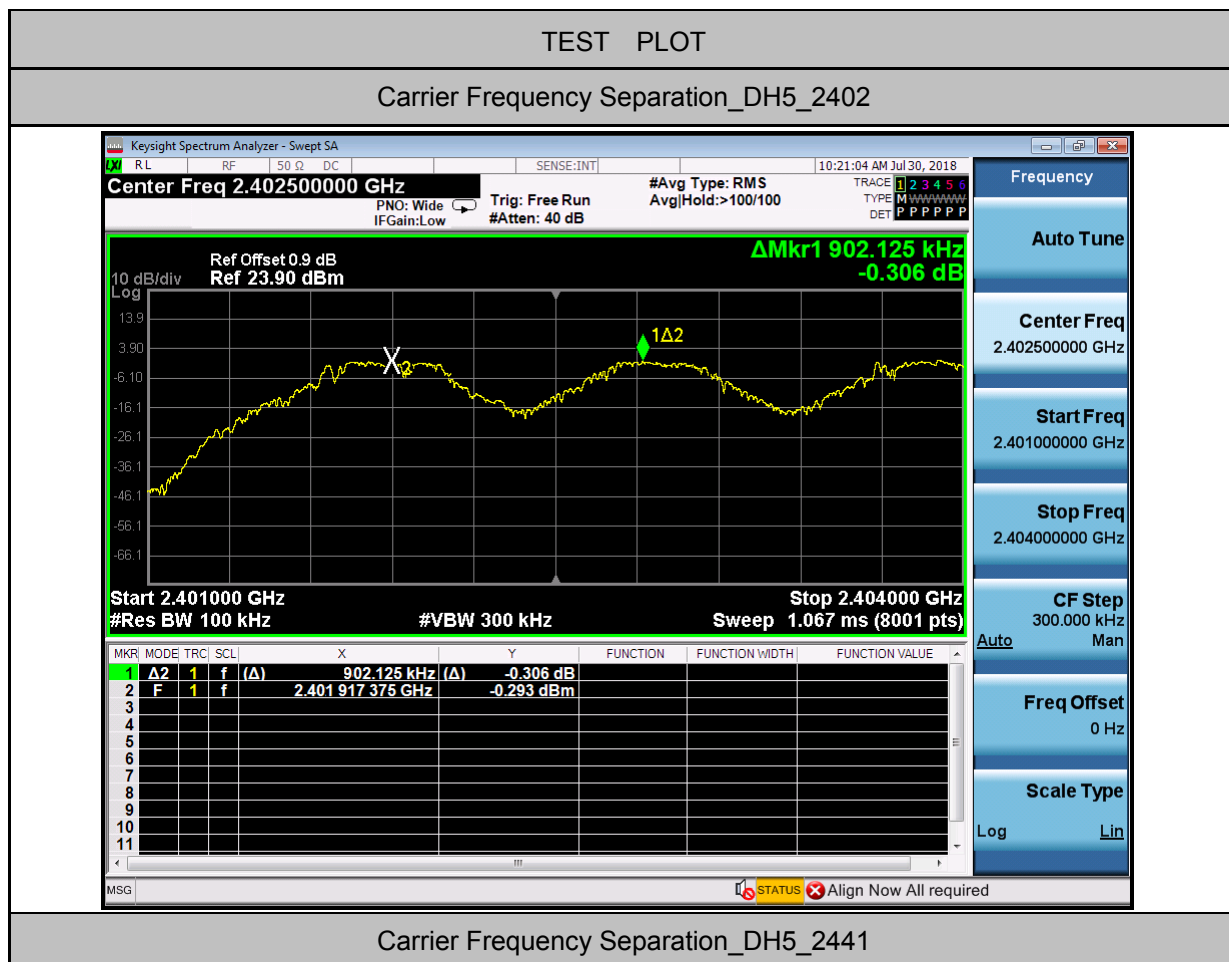 TEST PLOT
Carrier Frequency Separation_DH5_2402
Keysight Spectrum Analyzer - Swept SA
LXI RL RF 50 Ω DC SENSE:INT 10:21:04 AM Jul 30, 2018
Center Freq 2.402500000 GHz
PNO: Wide
IFGain:Low
Trig: Free Run
#Atten: 40 dB
#Avg Type: RMS
Avg|Hold:>100/100
TRACE 1 2 3 4 5 6
TYPE M WWWWW
DET P P P P P P
Ref Offset 0.9 dB
10 dB/div Ref 23.90 dBm
Log
ΔMkr1 902.125 kHz
-0.306 dB
13.9
3.90
-6.10
-16.1
-26.1
-36.1
-46.1
-56.1
-66.1
1Δ2
X2
Start 2.401000 GHz Stop 2.404000 GHz
#Res BW 100 kHz #VBW 300 kHz Sweep 1.067 ms (8001 pts)
MKR MODE TRC SCL X Y FUNCTION FUNCTION WIDTH FUNCTION VALUE
1 Δ2 1 f (Δ) 902.125 kHz (Δ) -0.306 dB
2 F 1 f 2.401 917 375 GHz -0.293 dBm
3
4
5
6
7
8
9
10
11
MSG STATUS Align Now All required
Frequency
Auto Tune
Center Freq
2.402500000 GHz
Start Freq
2.401000000 GHz
Stop Freq
2.404000000 GHz
CF Step
300.000 kHz
Auto Man
Freq Offset
0 Hz
Scale Type
Log Lin
Carrier Frequency Separation_DH5_2441